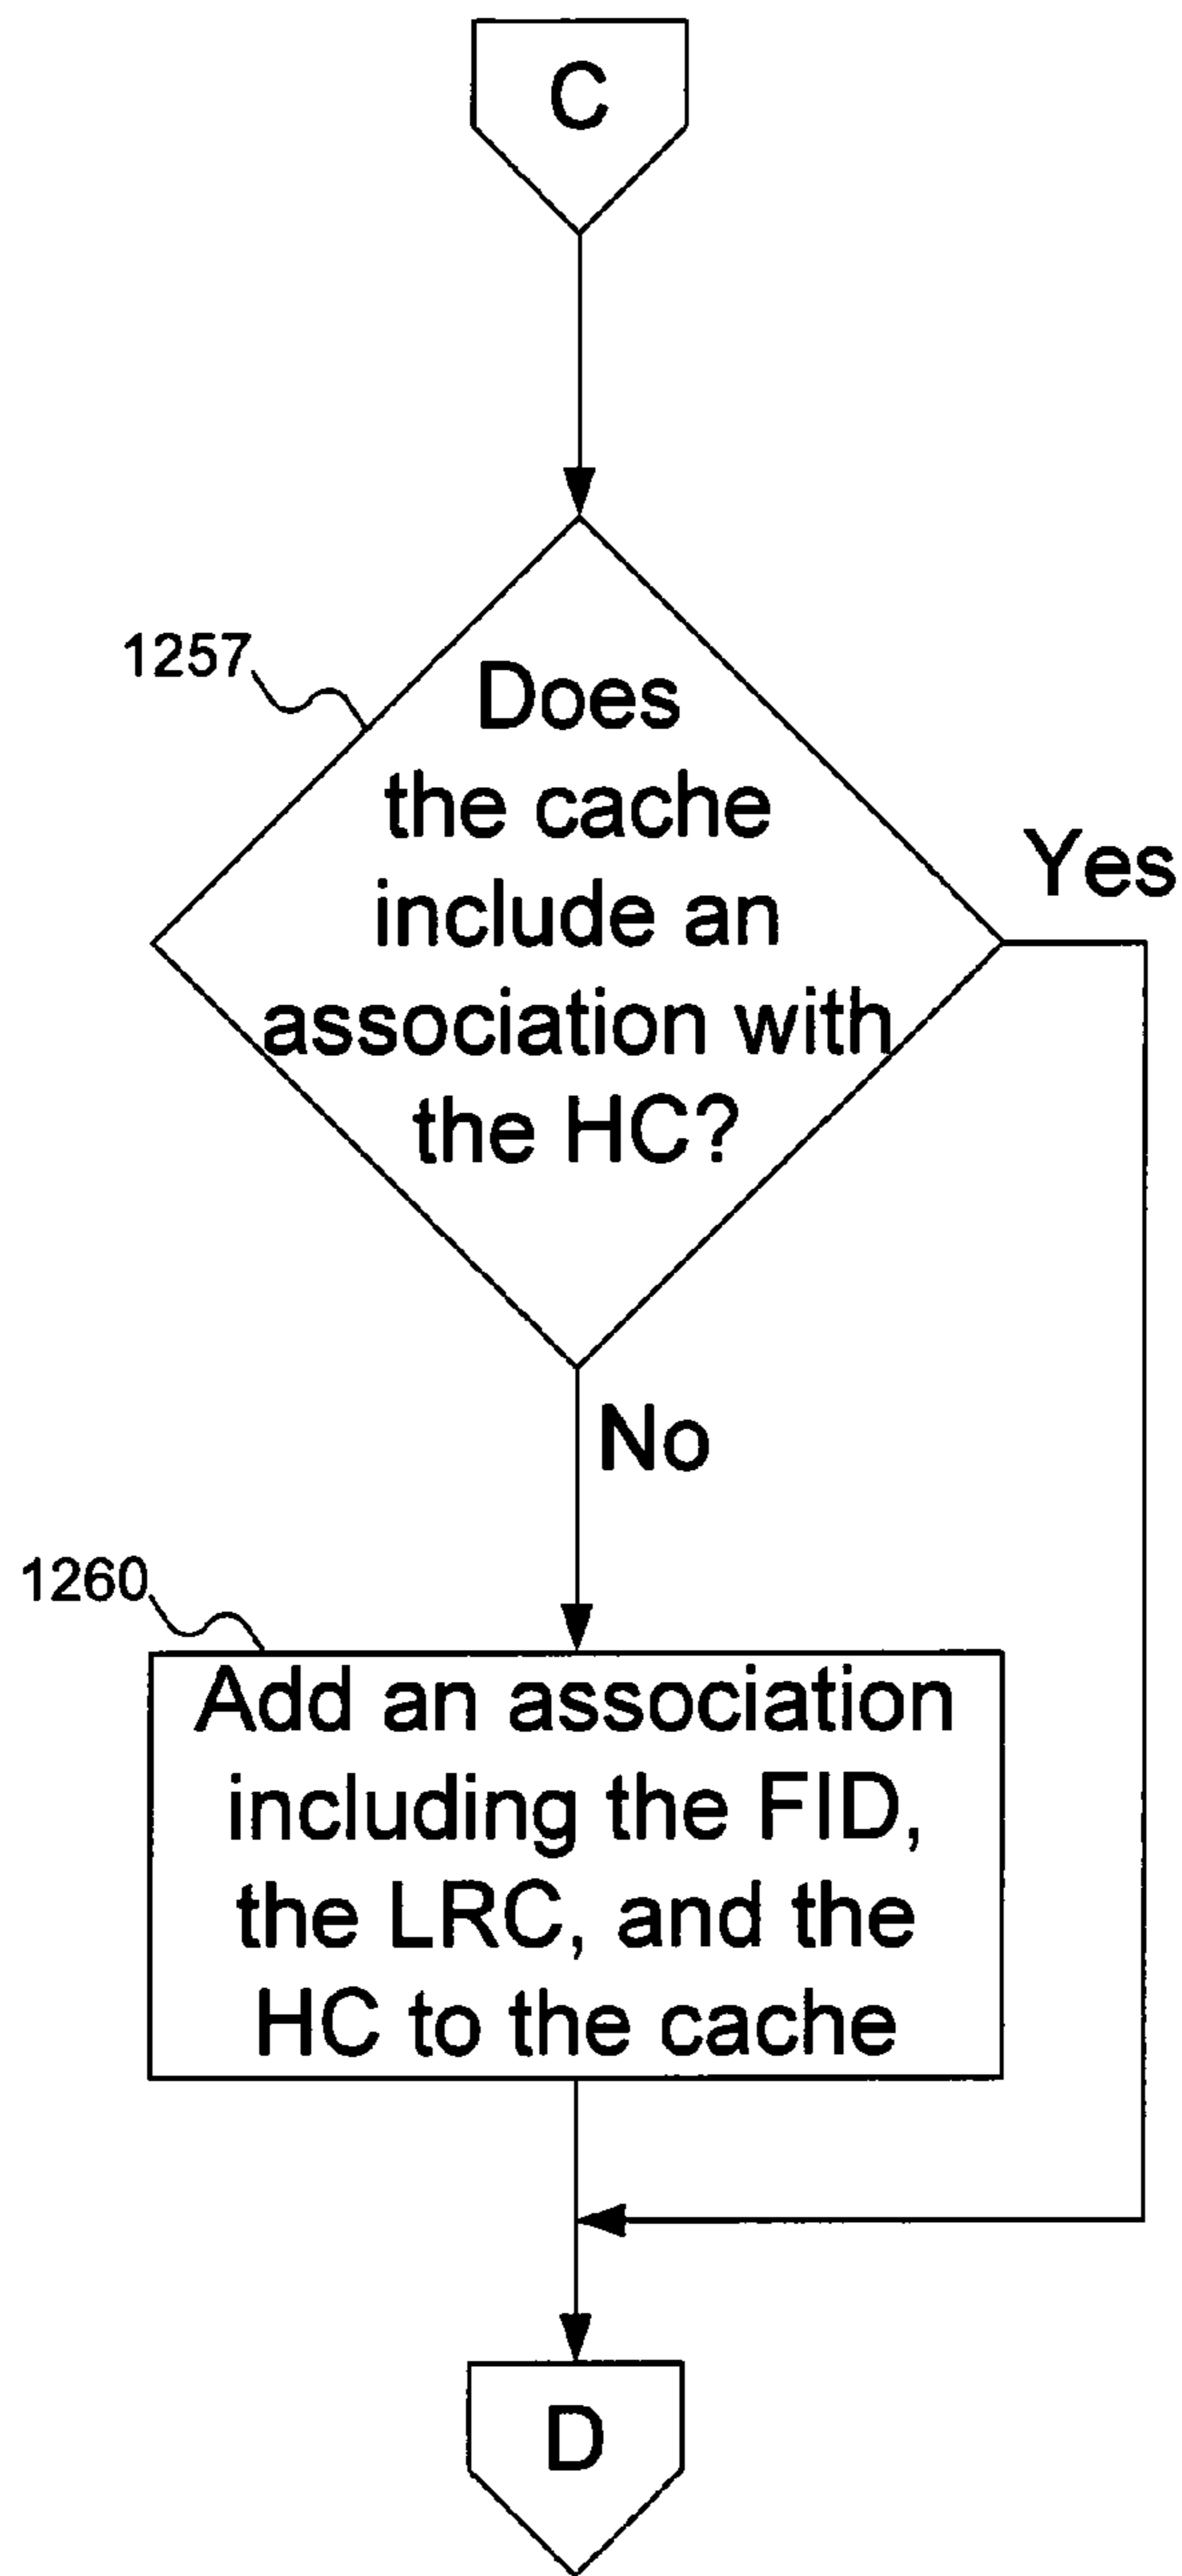 C
1257
Does
the cache
include an
association with
the HC?
Yes
No
1260
Add an association
including the FID,
the LRC, and the
HC to the cache
D